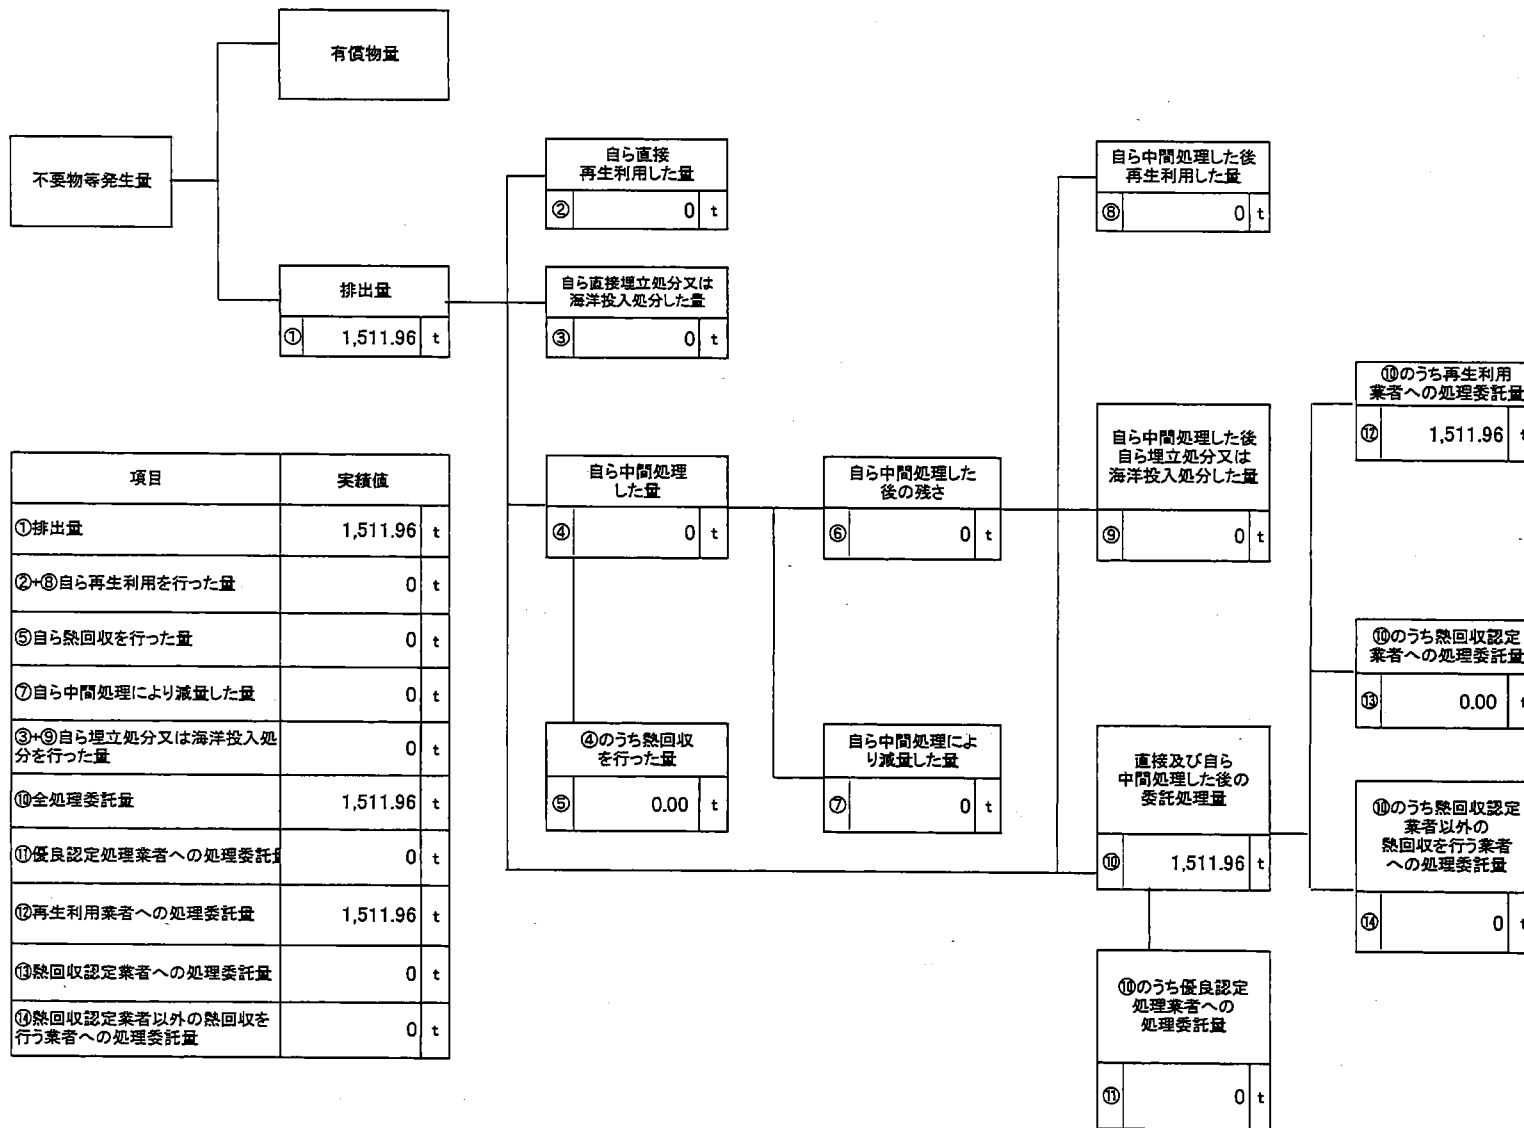 有償物量
不要物等発生量
排出量
① 1,511.96 t
自ら直接
再生利用した量
② 0 t
自ら直接埋立処分又は
海洋投入処分した量
③ 0 t
自ら中間処理
した量
④ 0 t
④のうち熱回収
を行った量
⑤ 0.00 t
自ら中間処理した
後の残さ
⑥ 0 t
自ら中間処理によ
り減量した量
⑦ 0 t
自ら中間処理した後
再生利用した量
⑧ 0 t
自ら中間処理した後
自ら埋立処分又は
海洋投入処分した量
⑨ 0 t
直接及び自ら
中間処理した後の
委託処理量
⑩ 1,511.96 t
⑩のうち優良認定
処理業者への
処理委託量
⑪ 0 t
⑩のうち再生利用
業者への処理委託量
⑫ 1,511.96 t
⑩のうち熱回収認定
業者への処理委託量
⑬ 0.00 t
⑩のうち熱回収認定
業者以外の
熱回収を行う業者
への処理委託量
⑭ 0 t
項目 実績値
①排出量 1,511.96 t
②+⑧自ら再生利用を行った量 0 t
⑤自ら熱回収を行った量 0 t
⑦自ら中間処理により減量した量 0 t
③+⑨自ら埋立処分又は海洋投入処
分を行った量 0 t
⑩全処理委託量 1,511.96 t
⑪優良認定処理業者への処理委託量 0 t
⑫再生利用業者への処理委託量 1,511.96 t
⑬熱回収認定業者への処理委託量 0 t
⑭熱回収認定業者以外の熱回収を
行う業者への処理委託量 0 t